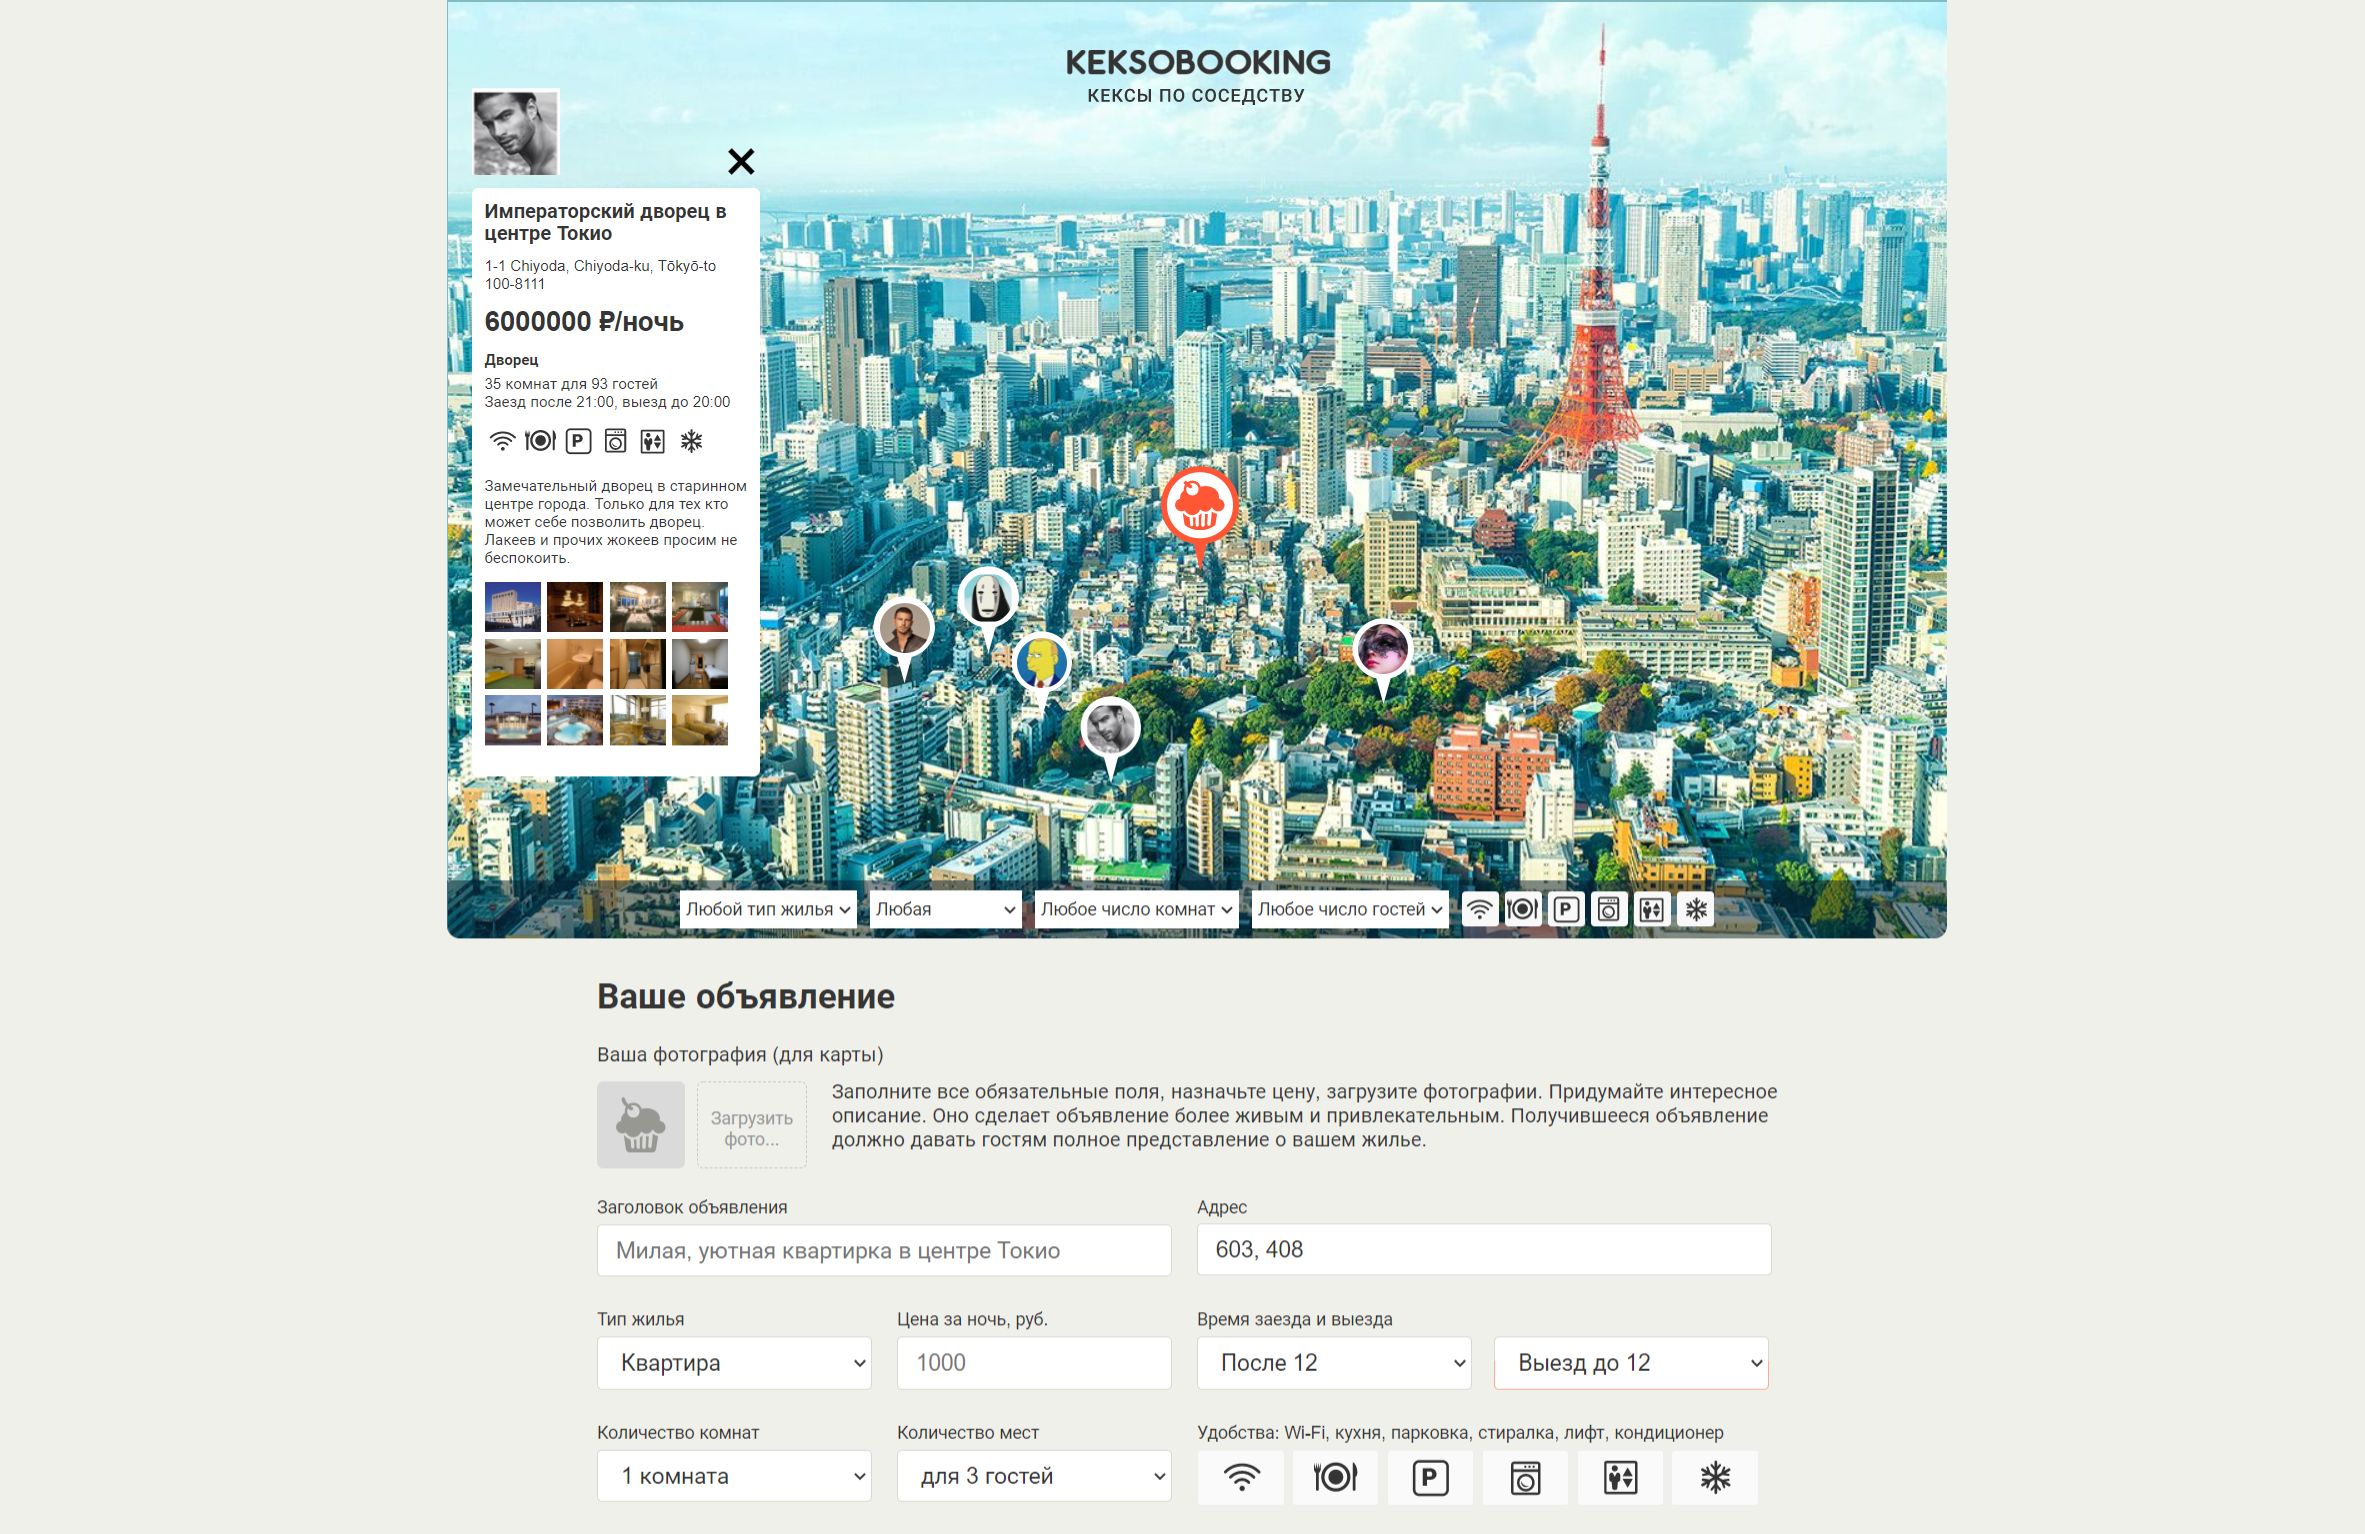 KEKSOBOOKING
КЕКСЫ ПО СОСЕДСТВУ
Императорский дворец в
центре Токио
1-1 Chiyoda, Chiyoda-ku, Tōkyō-to
100-8111
6000000 ₽/ночь
Дворец
35 комнат для 93 гостей
Заезд после 21:00, выезд до 20:00
P
Замечательный дворец в старинном
центре города. Только для тех кто
может себе позволить дворец.
Лакеев и прочих жокеев просим не
беспокоить.
Любой тип жилья
Любая
Любое число комнат
Любое число гостей
P
Ваше объявление
Ваша фотография (для карты)
Загрузить
фото...
Заполните все обязательные поля, назначьте цену, загрузите фотографии. Придумайте интересное
описание. Оно сделает объявление более живым и привлекательным. Получившееся объявление
должно давать гостям полное представление о вашем жилье.
Заголовок объявления
Милая, уютная квартирка в центре Токио
Адрес
603, 408
Тип жилья
Квартира
Цена за ночь, руб.
1000
Время заезда и выезда
После 12
Выезд до 12
Количество комнат
1 комната
Количество мест
для 3 гостей
Удобства: Wi-Fi, кухня, парковка, стиралка, лифт, кондиционер
P